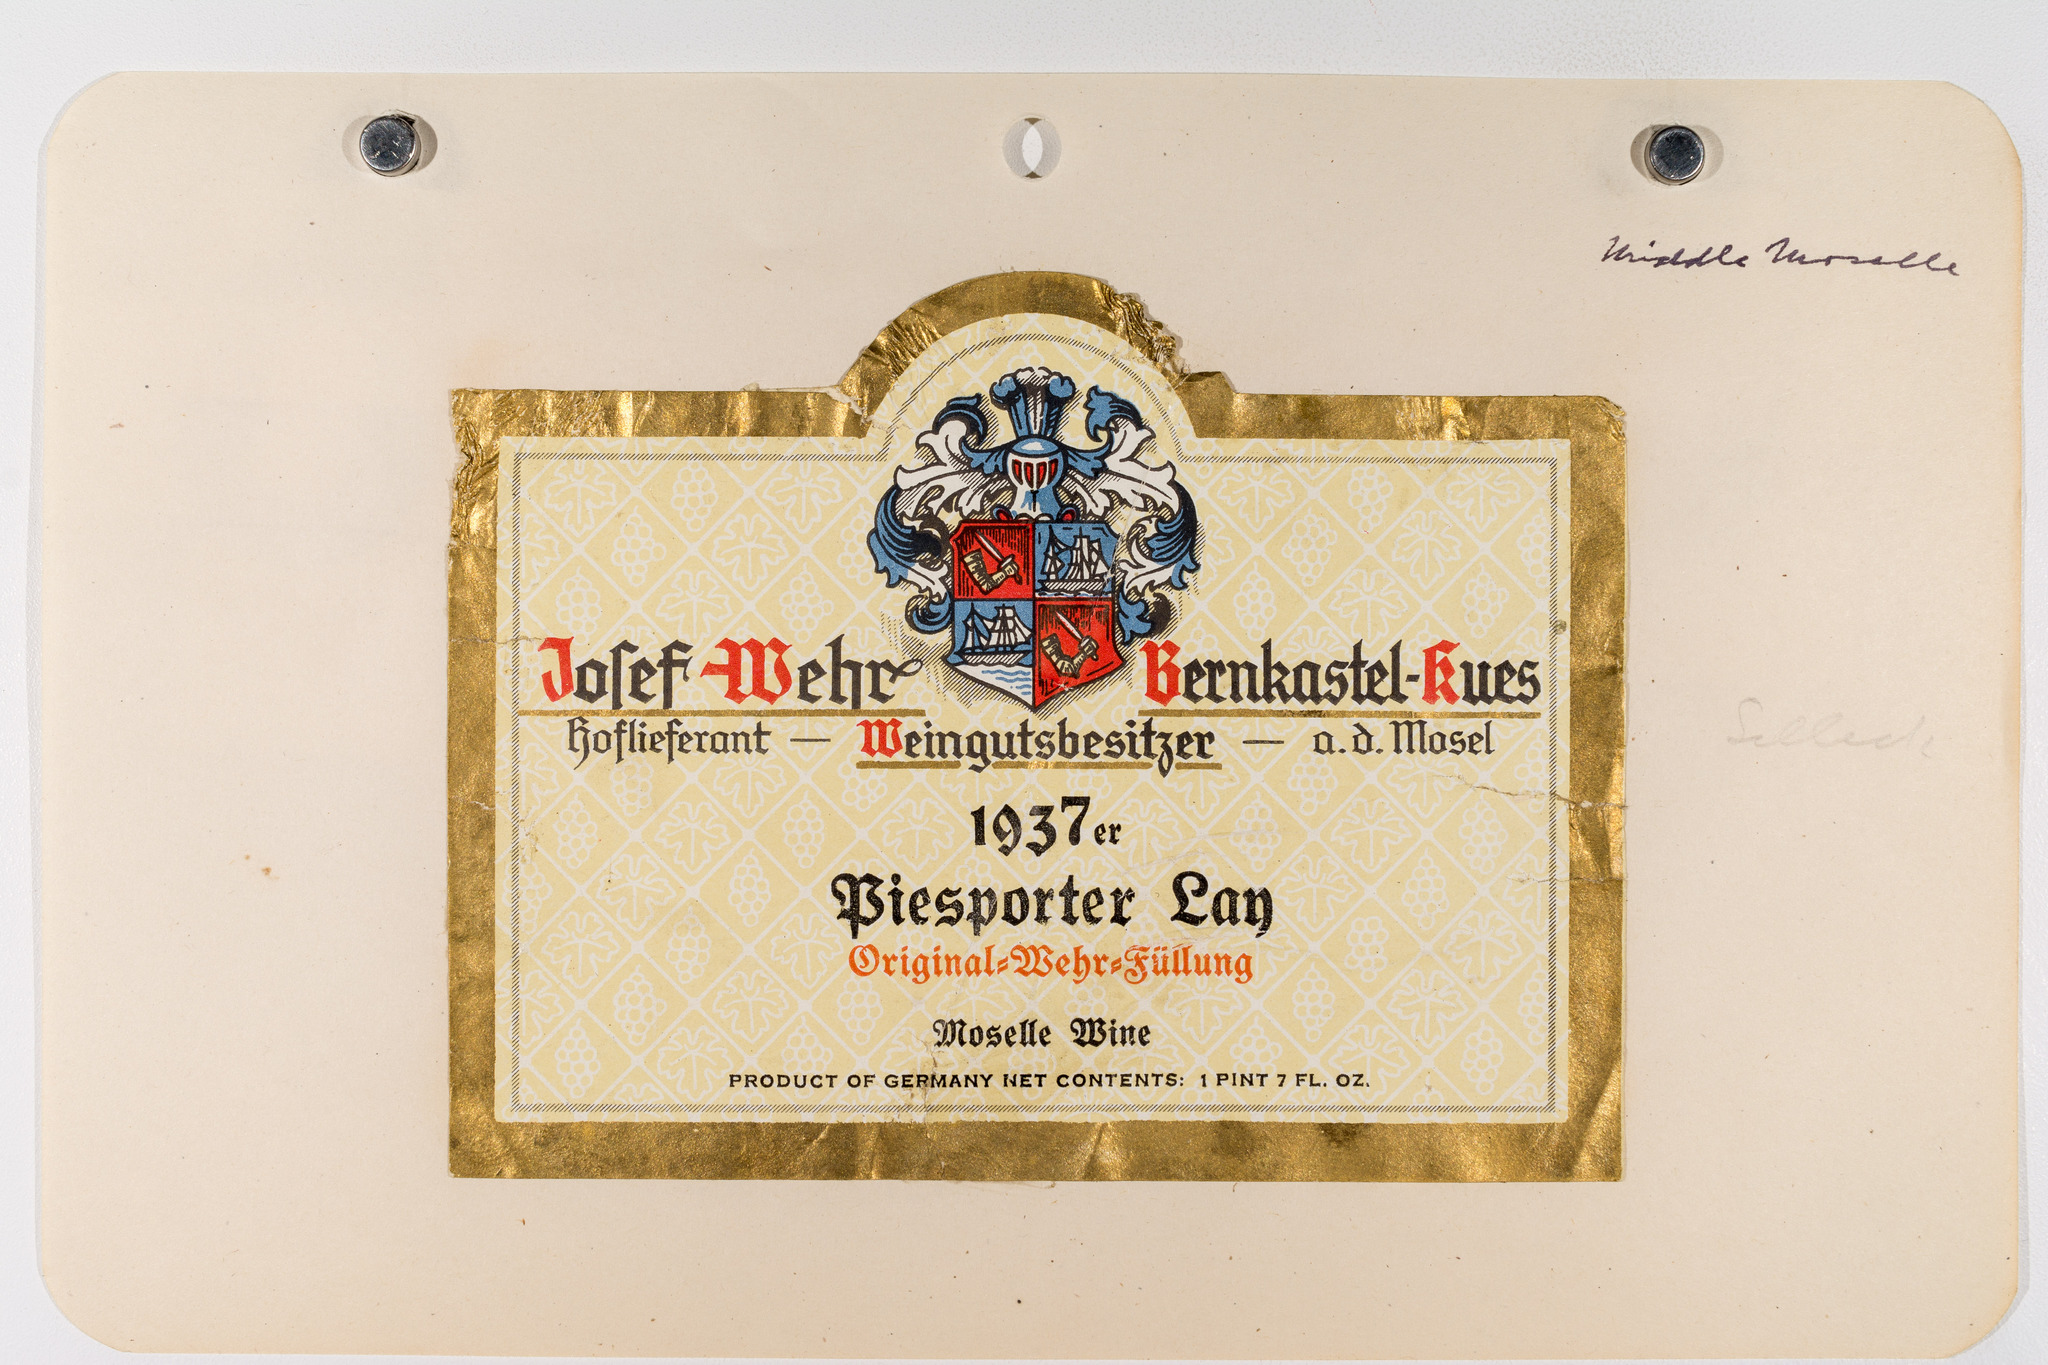 Middle Moselle
Josef Wehr Bernkastel-Kues
Hoflieferant — Weingutsbesitzer — a.d. Mosel
1937er
Piesporter Lay
Original-Wehr-Füllung
Moselle Wine
PRODUCT OF GERMANY NET CONTENTS: 1 PINT 7 FL. OZ.